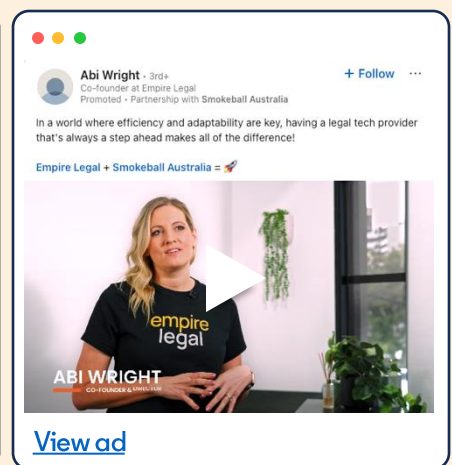 Abi Wright · 3rd+
+ Follow ...
Co-founder at Empire Legal
Promoted · Partnership with Smokeball Australia
In a world where efficiency and adaptability are key, having a legal tech provider
that's always a step ahead makes all of the difference!
Empire Legal + Smokeball Australia = 🚀
empire
legal
ABI WRIGHT
CO-FOUNDER & DIRECTOR
View ad